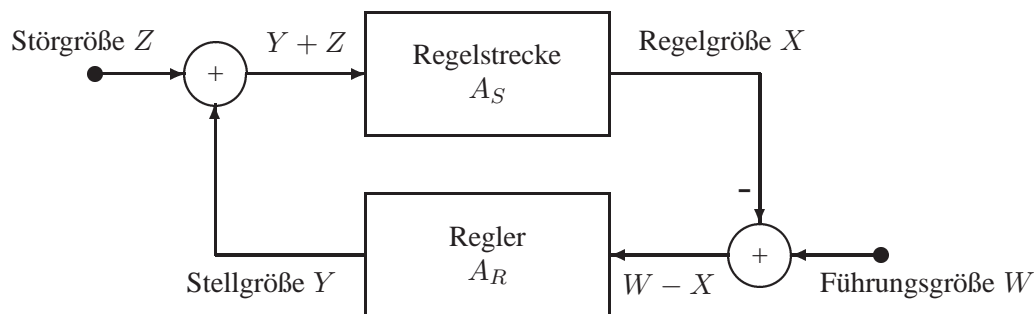 Störgröße Z
+
Y + Z
Regelstrecke
A_S
Regelgröße X
-
Regler
A_R
+
Stellgröße Y
W − X
Führungsgröße W